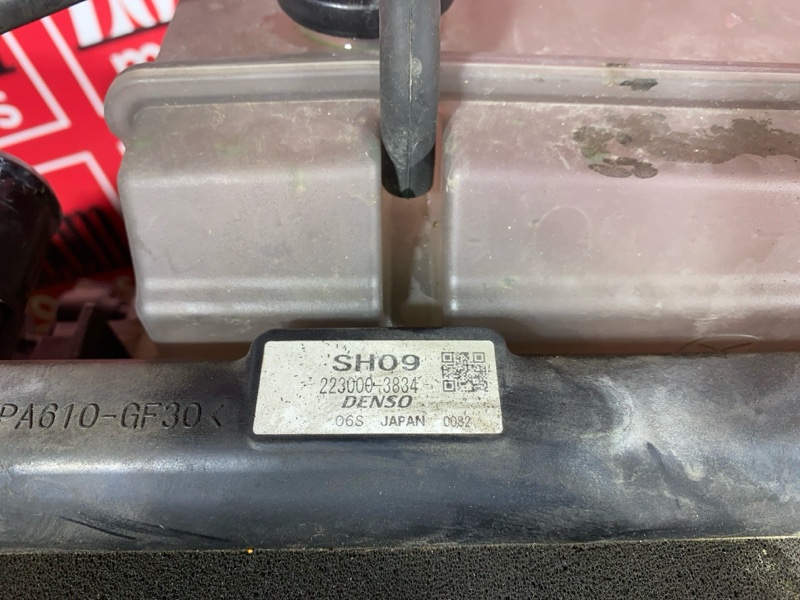 SH09
223000-3834
DENSO
06S JAPAN 0082
PA610-GF30<